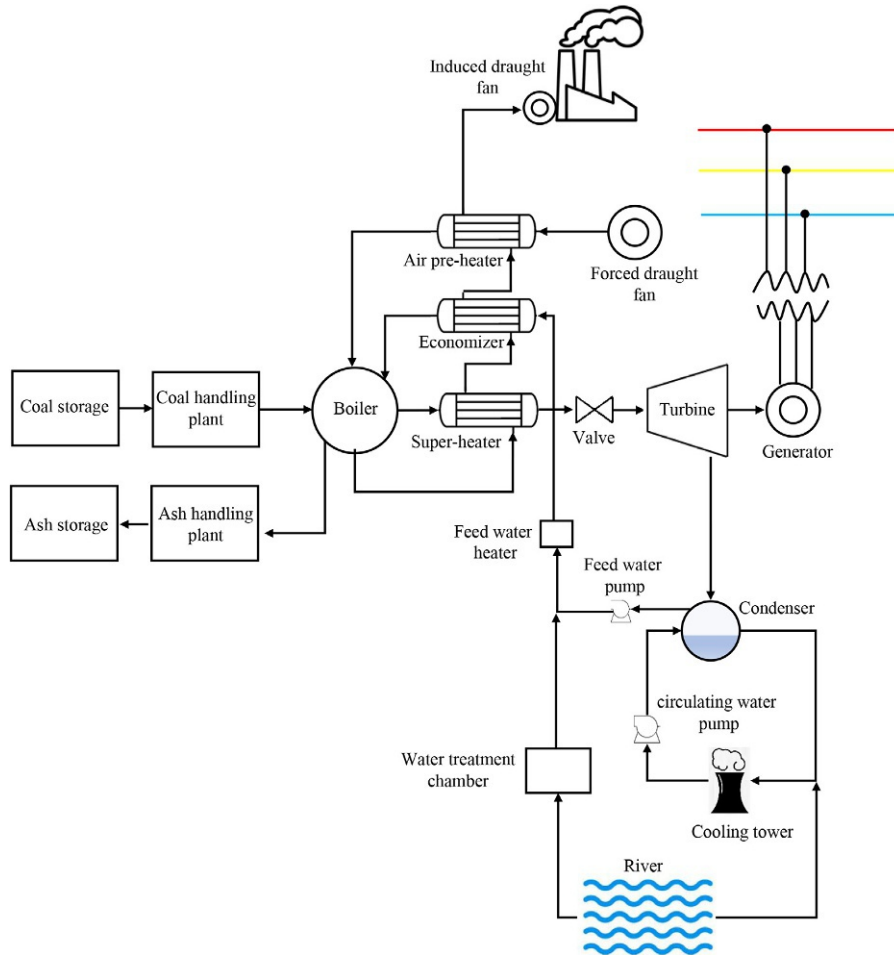 Induced draught
fan
Air pre-heater
Forced draught
fan
Economizer
Coal storage
Coal handling
plant
Boiler
Super-heater
Valve
Turbine
Generator
Ash storage
Ash handling
plant
Feed water
heater
Feed water
pump
Condenser
circulating water
pump
Water treatment
chamber
Cooling tower
River